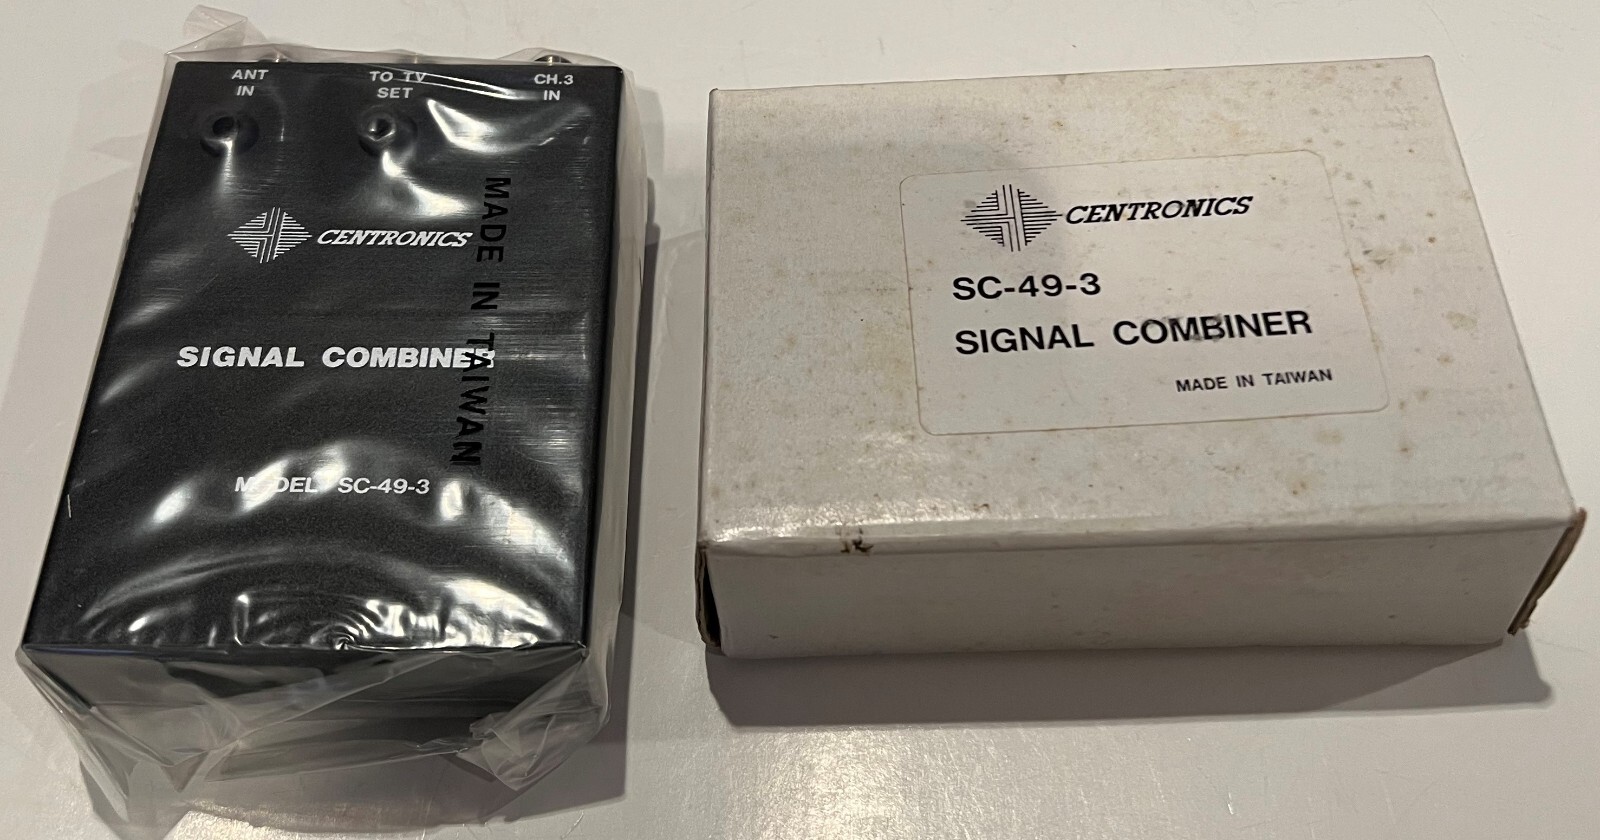 ANT
IN
TO TV
SET
CH.3
IN
CENTRONICS
SIGNAL COMBINER
MODEL SC-49-3
MADE IN TAIWAN
CENTRONICS
SC-49-3
SIGNAL COMBINER
MADE IN TAIWAN